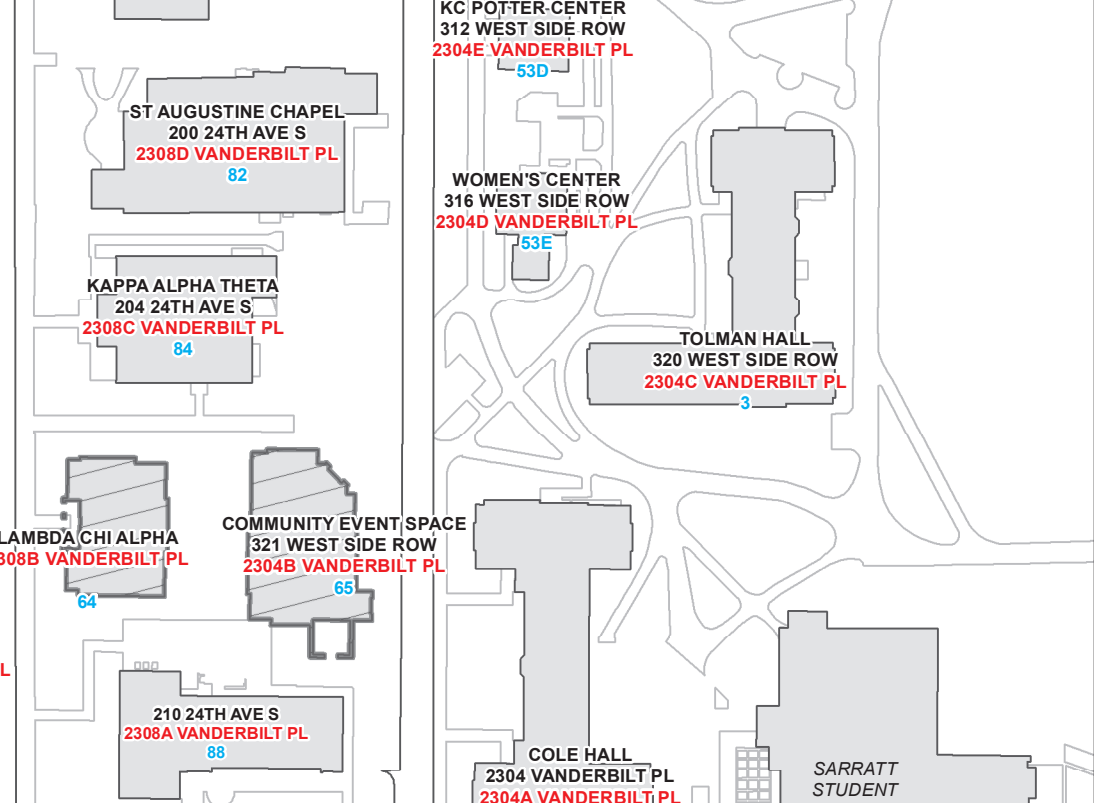 KC POTTER CENTER
312 WEST SIDE ROW
2304E VANDERBILT PL
53D
ST AUGUSTINE CHAPEL
200 24TH AVE S
2308D VANDERBILT PL
82
WOMEN'S CENTER
316 WEST SIDE ROW
2304D VANDERBILT PL
53E
KAPPA ALPHA THETA
204 24TH AVE S
2308C VANDERBILT PL
84
TOLMAN HALL
320 WEST SIDE ROW
2304C VANDERBILT PL
3
LAMBDA CHI ALPHA
308B VANDERBILT PL
64
COMMUNITY EVENT SPACE
321 WEST SIDE ROW
2304B VANDERBILT PL
65
L
210 24TH AVE S
2308A VANDERBILT PL
88
COLE HALL
2304 VANDERBILT PL
2304A VANDERBILT PL
SARRATT
STUDENT